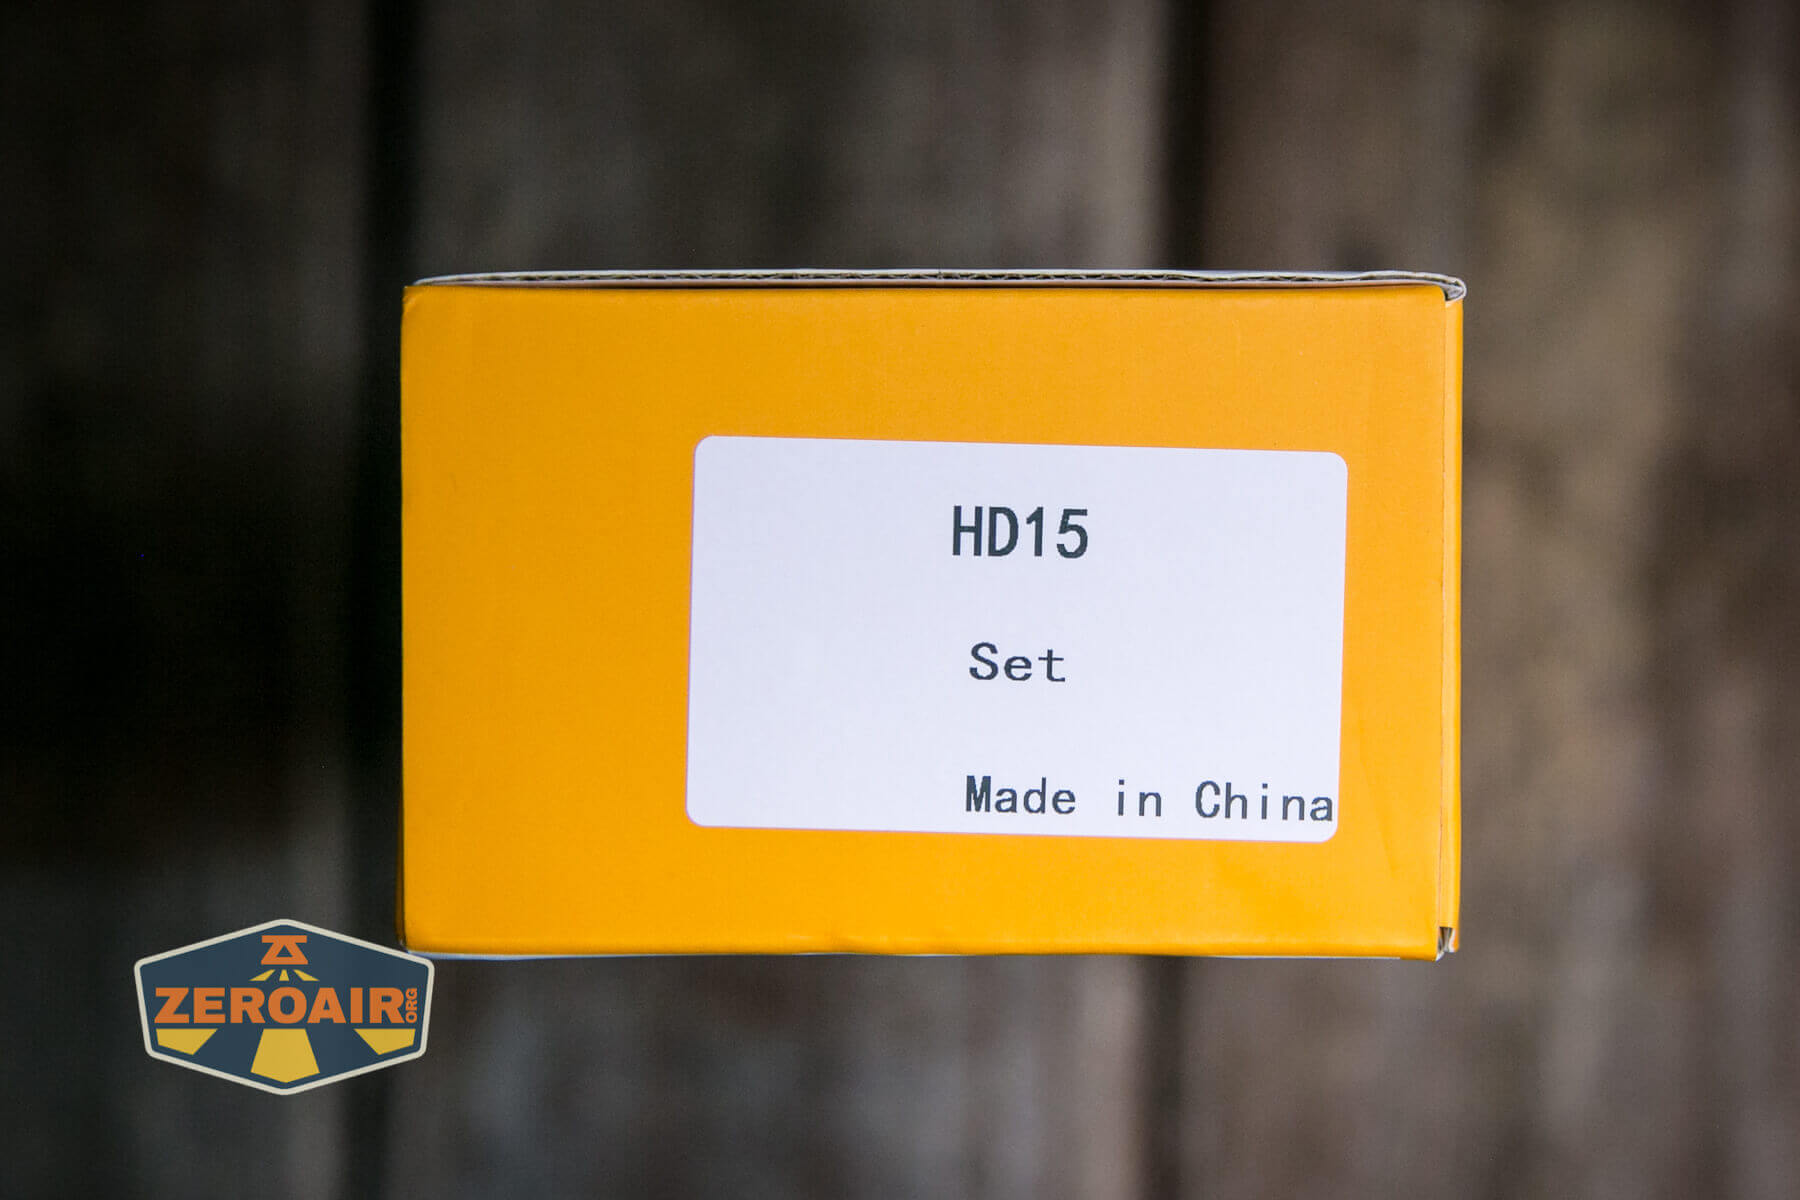 HD15
Set
Made in China
ZEROAIR.ORG